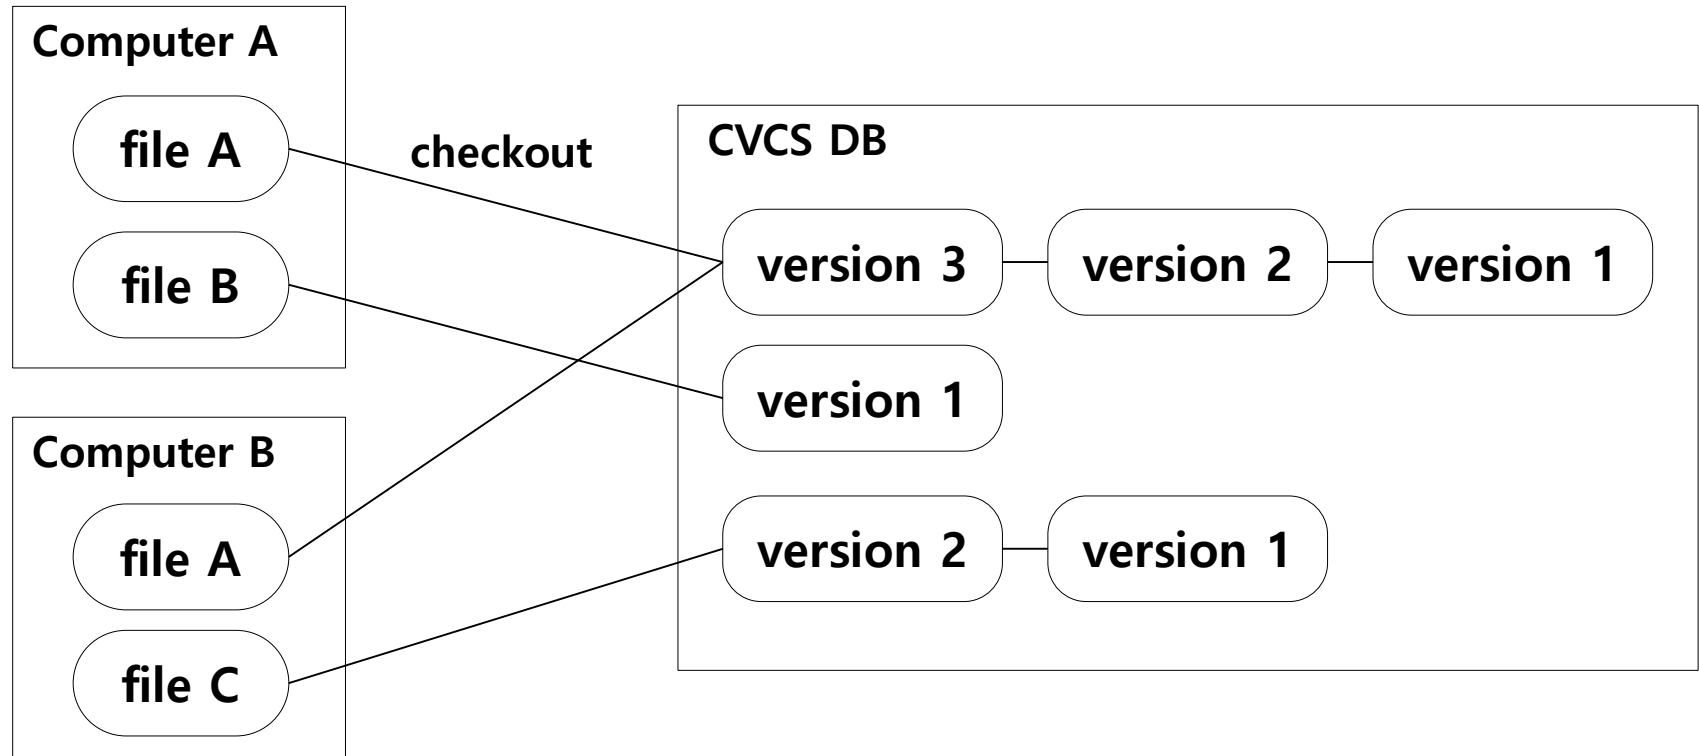 Computer A
file A
file B
checkout
CVCS DB
version 3
version 2
version 1
version 1
version 2
version 1
Computer B
file A
file C